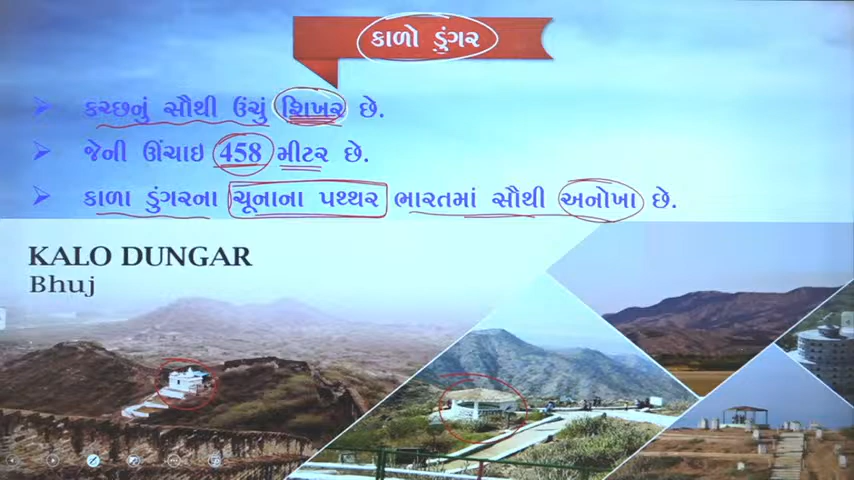 કાળો ડુંગર
કચ્છનું સૌથી ઉંચું શિખર છે.
જેની ઊંચાઇ 458 મીટર છે.
કાળા ડુંગરના ચૂનાના પથ્થર ભારતમાં સૌથી અનોખા છે.
KALO DUNGAR
Bhuj